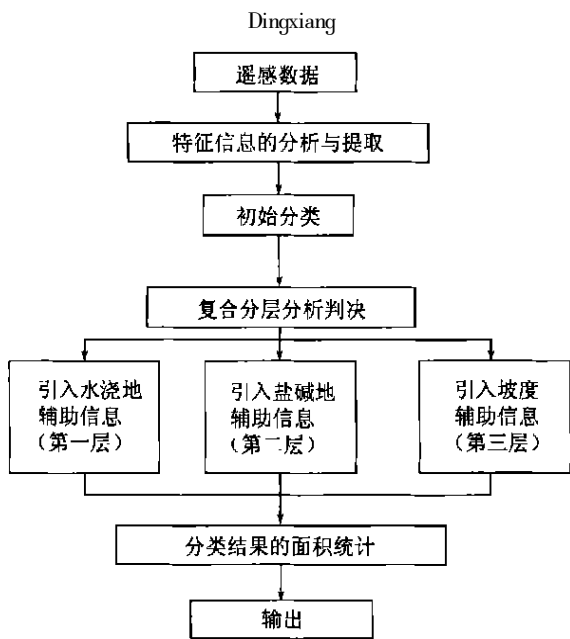 Dingxiang
遥感数据
特征信息的分析与提取
初始分类
复合分层分析判决
引入水浇地
辅助信息
(第一层)
引入盐碱地
辅助信息
(第二层)
引入坡度
辅助信息
(第三层)
分类结果的面积统计
输出